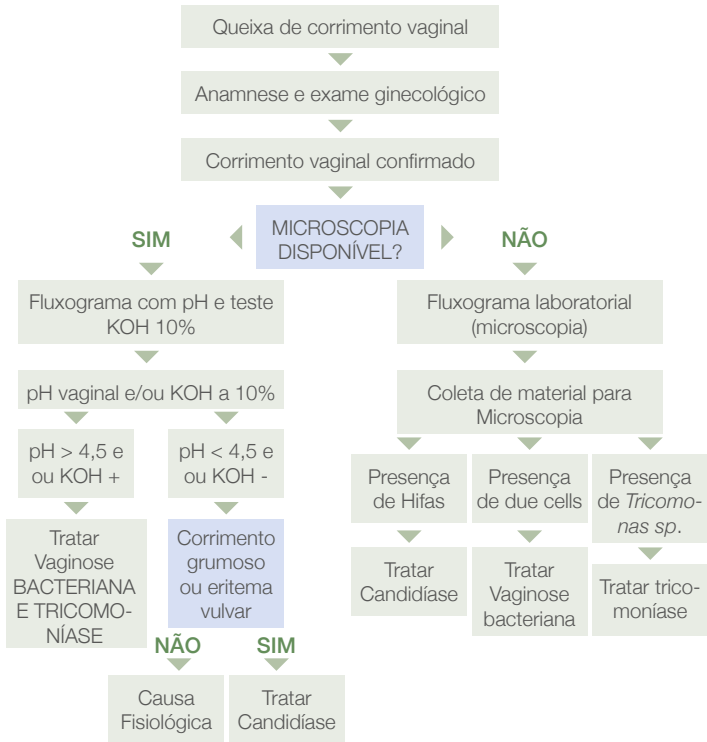 Queixa de corrimento vaginal
Anamnese e exame ginecológico
Corrimento vaginal confirmado
MICROSCOPIA
DISPONÍVEL?
SIM
NÃO
Fluxograma com pH e teste
KOH 10%
Fluxograma laboratorial
(microscopia)
pH vaginal e/ou KOH a 10%
Coleta de material para
Microscopia
pH > 4,5 e
ou KOH +
pH < 4,5 e
ou KOH -
Presença
de Hifas
Presença
de due cells
Presença
de Tricomo-
nas sp.
Tratar
Vaginose
BACTERIANA
E TRICOMO-
NÍASE
Corrimento
grumoso
ou eritema
vulvar
Tratar
Candidíase
Tratar
Vaginose
bacteriana
Tratar trico-
moníase
NÃO
SIM
Causa
Fisiológica
Tratar
Candidíase